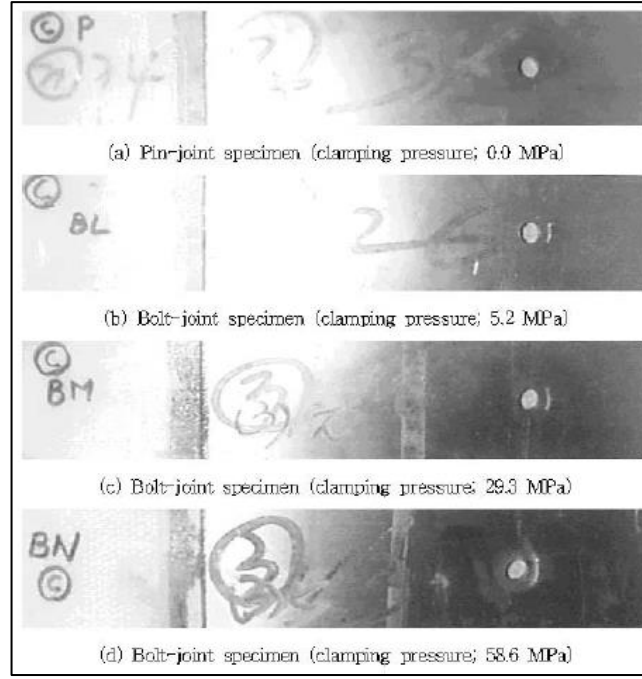 Ⓒ P
(a) Pin-joint specimen (clamping pressure; 0.0 MPa)
Ⓒ
BL
26
(b) Bolt-joint specimen (clamping pressure; 5.2 MPa)
Ⓒ
BM
(c) Bolt-joint specimen (clamping pressure; 29.3 MPa)
BN
Ⓒ
(d) Bolt-joint specimen (clamping pressure; 58.6 MPa)